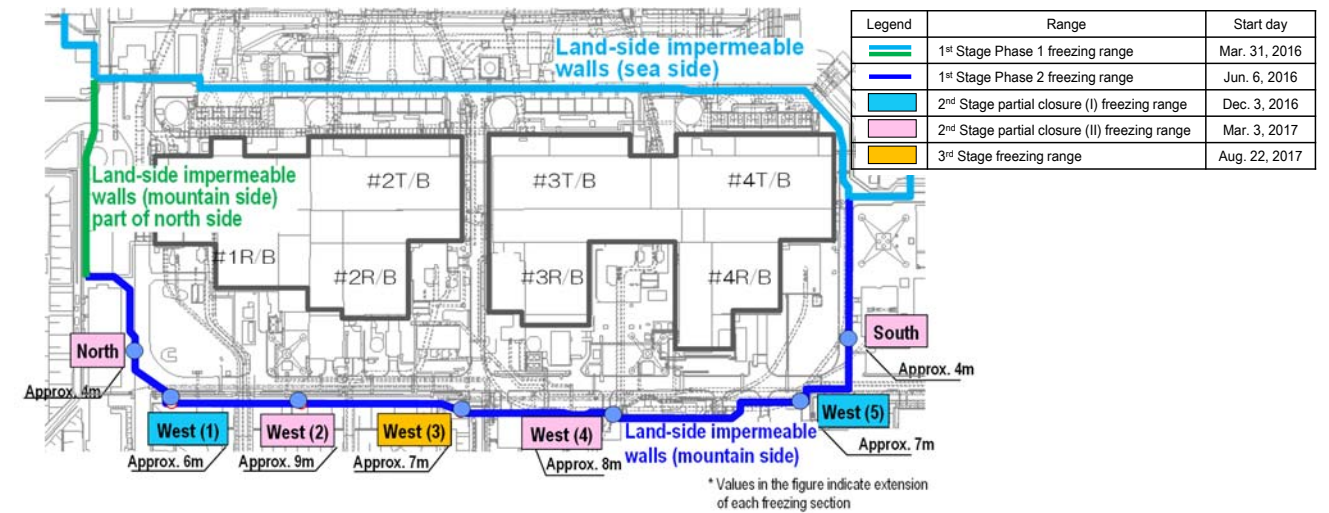 Legend Range Start day
1st Stage Phase 1 freezing range Mar. 31, 2016
1st Stage Phase 2 freezing range Jun. 6, 2016
2nd Stage partial closure (I) freezing range Dec. 3, 2016
2nd Stage partial closure (II) freezing range Mar. 3, 2017
3rd Stage freezing range Aug. 22, 2017
Land-side impermeable
walls (sea side)
Land-side impermeable
walls (mountain side)
part of north side
#2T/B
#3T/B
#4T/B
#1R/B
#2R/B
#3R/B
#4R/B
North
Approx. 4m
South
Approx. 4m
West (1)
Approx. 6m
West (2)
Approx. 9m
West (3)
Approx. 7m
West (4)
Approx. 8m
West (5)
Approx. 7m
Land-side impermeable
walls (mountain side)
* Values in the figure indicate extension
of each freezing section